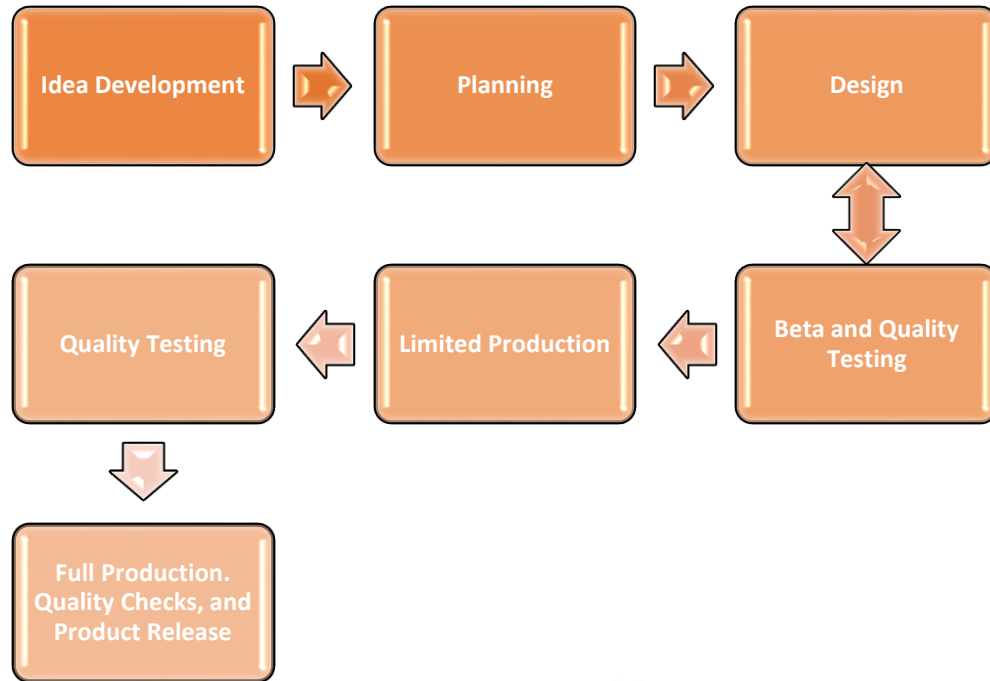 Idea Development
Planning
Design
Beta and Quality
Testing
Limited Production
Quality Testing
Full Production.
Quality Checks, and
Product Release